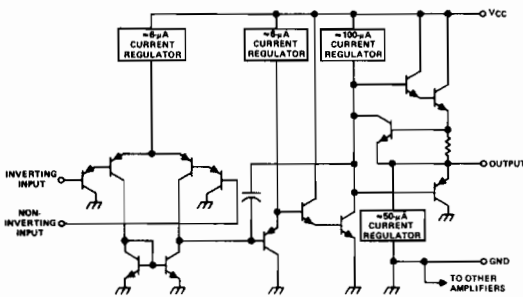 VCC
≈6-μA
CURRENT
REGULATOR
≈6-μA
CURRENT
REGULATOR
≈100-μA
CURRENT
REGULATOR
INVERTING
INPUT
OUTPUT
NON-
INVERTING
INPUT
≈50-μA
CURRENT
REGULATOR
GND
TO OTHER
AMPLIFIERS